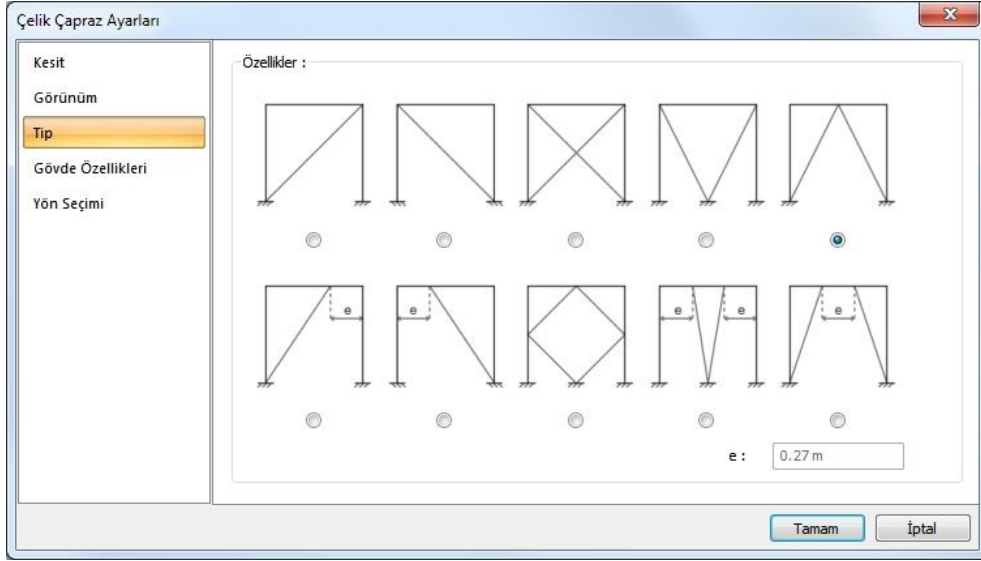 Çelik Çapraz Ayarları
Kesit
Görünüm
Tip
Gövde Özellikleri
Yön Seçimi
Özellikler :
e
e
e
e
e
e : 0.27 m
Tamam
İptal